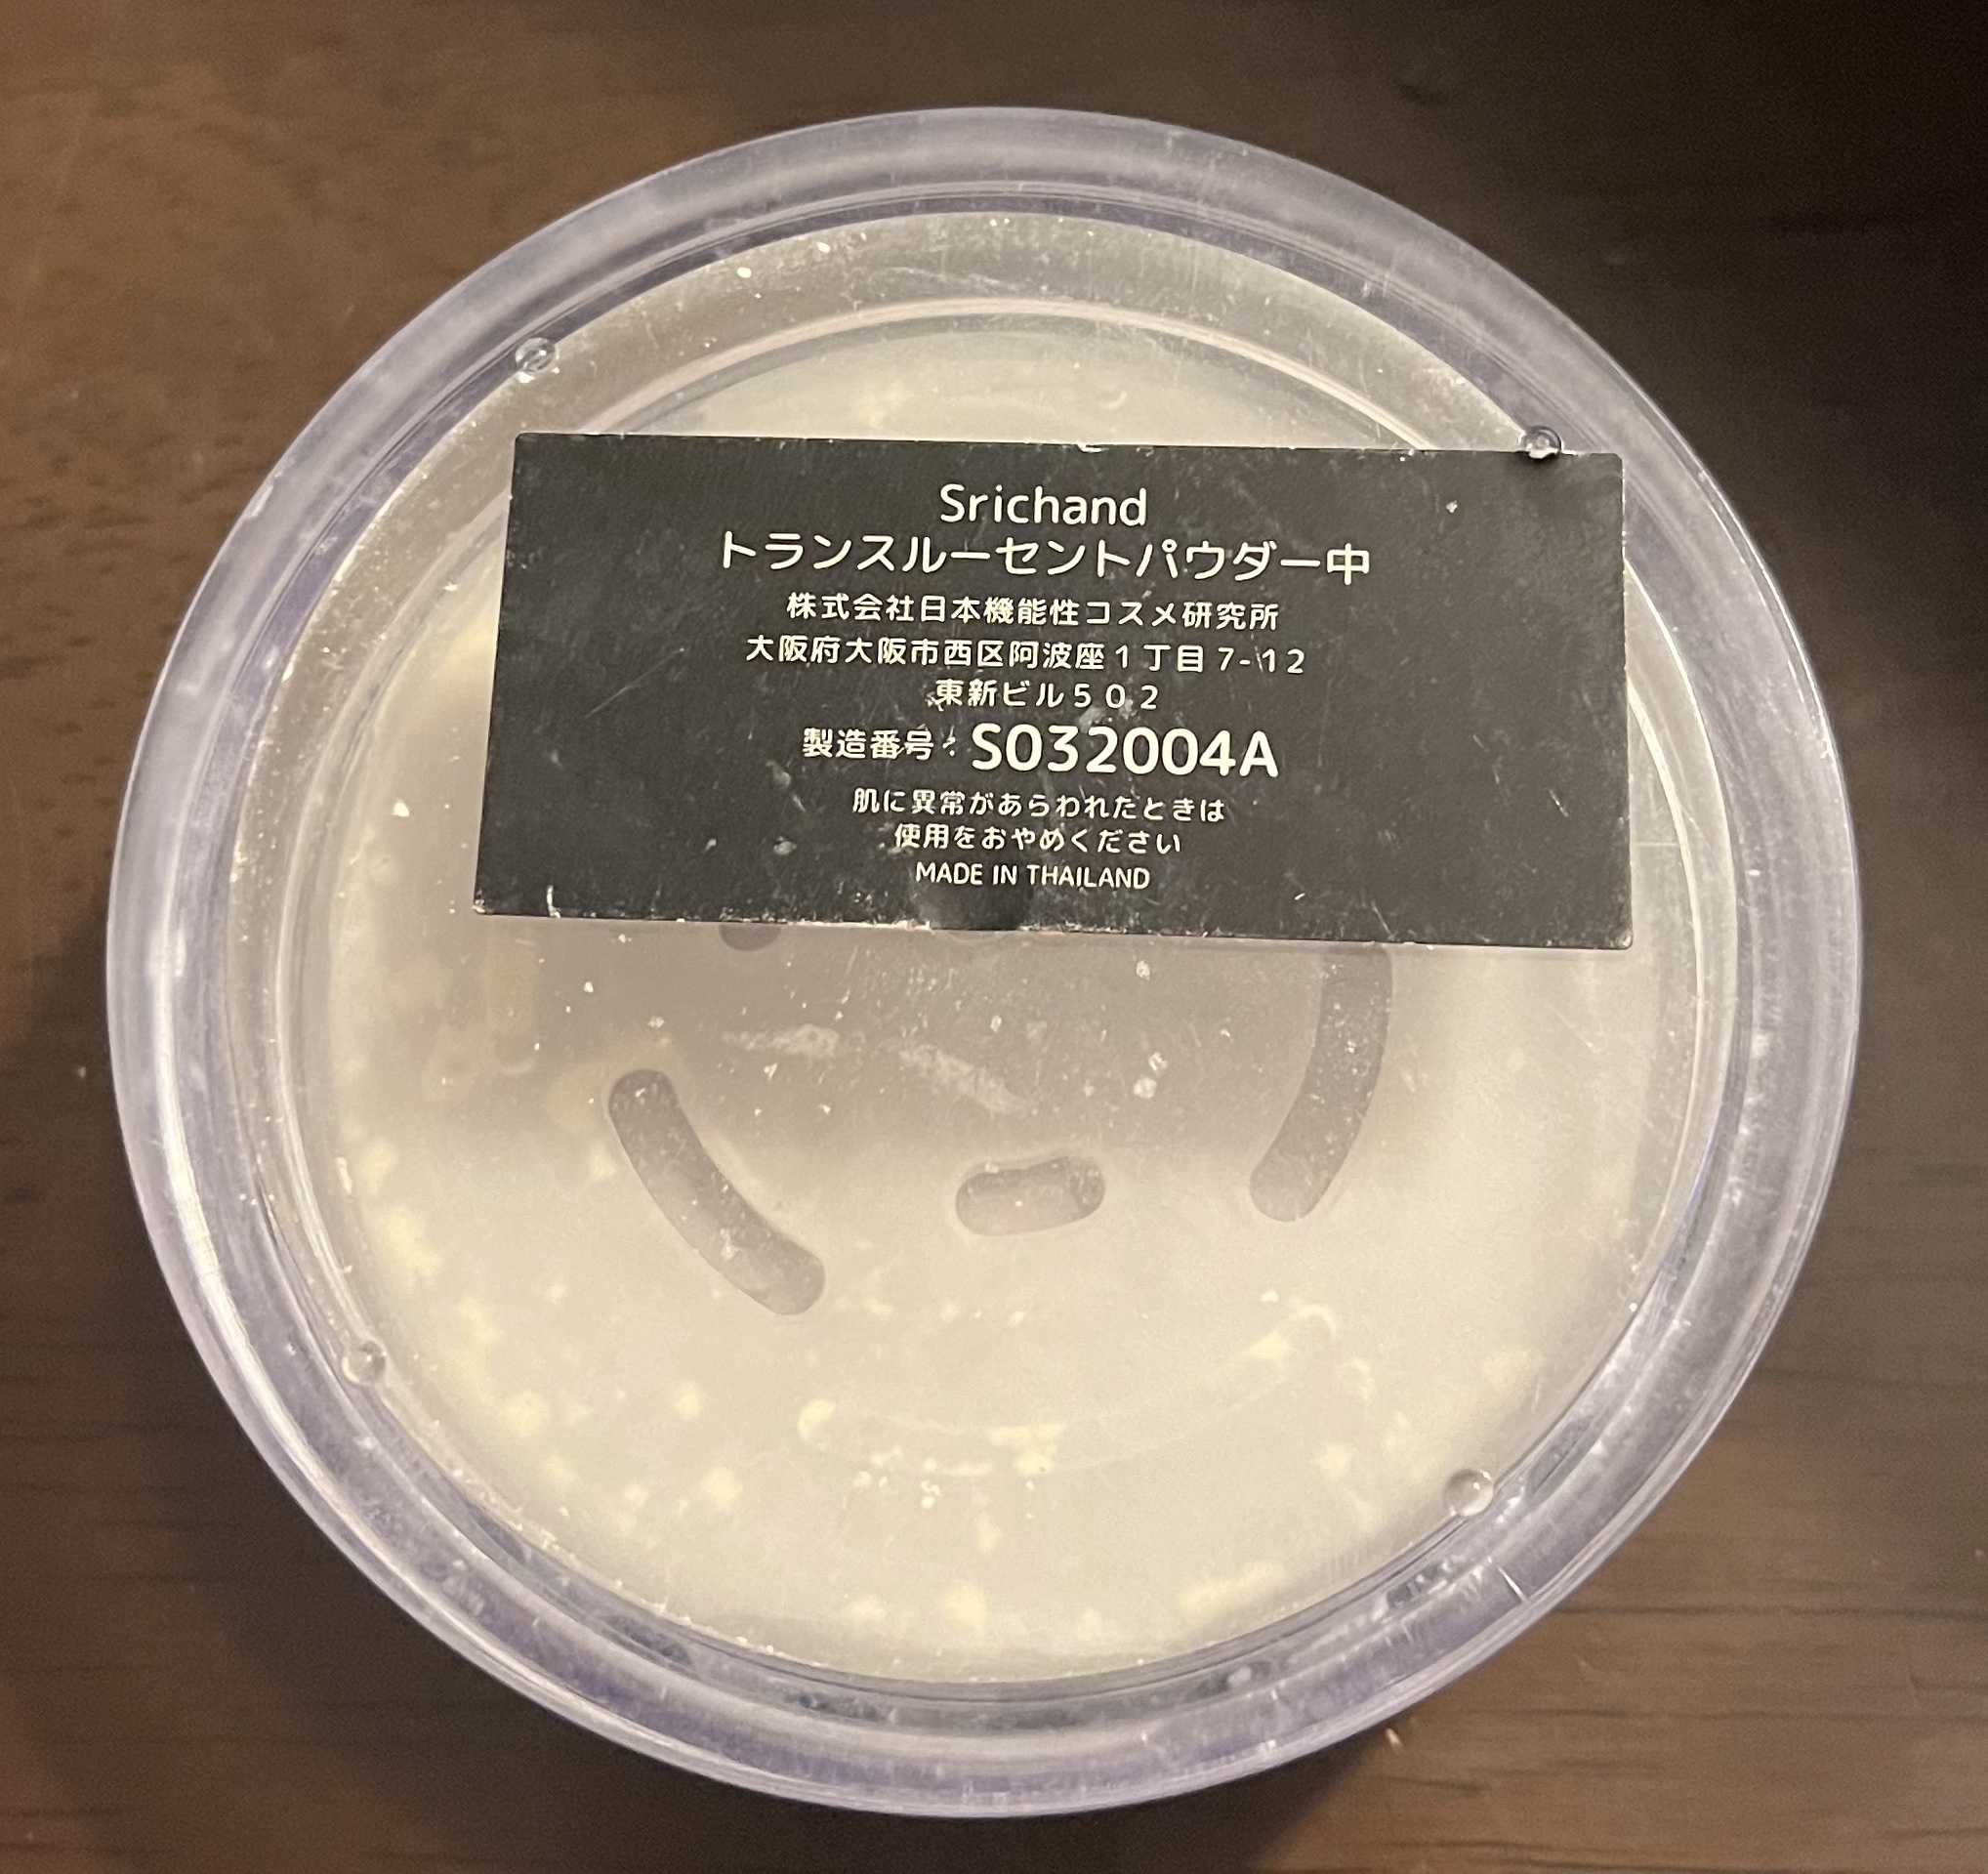 Srichand
トランスルーセントパウダー中
株式会社日本機能性コスメ研究所
大阪府大阪市西区阿波座１丁目７-１２
東新ビル５０２
製造番号：S032004A
肌に異常があらわれたときは
使用をおやめください
MADE IN THAILAND